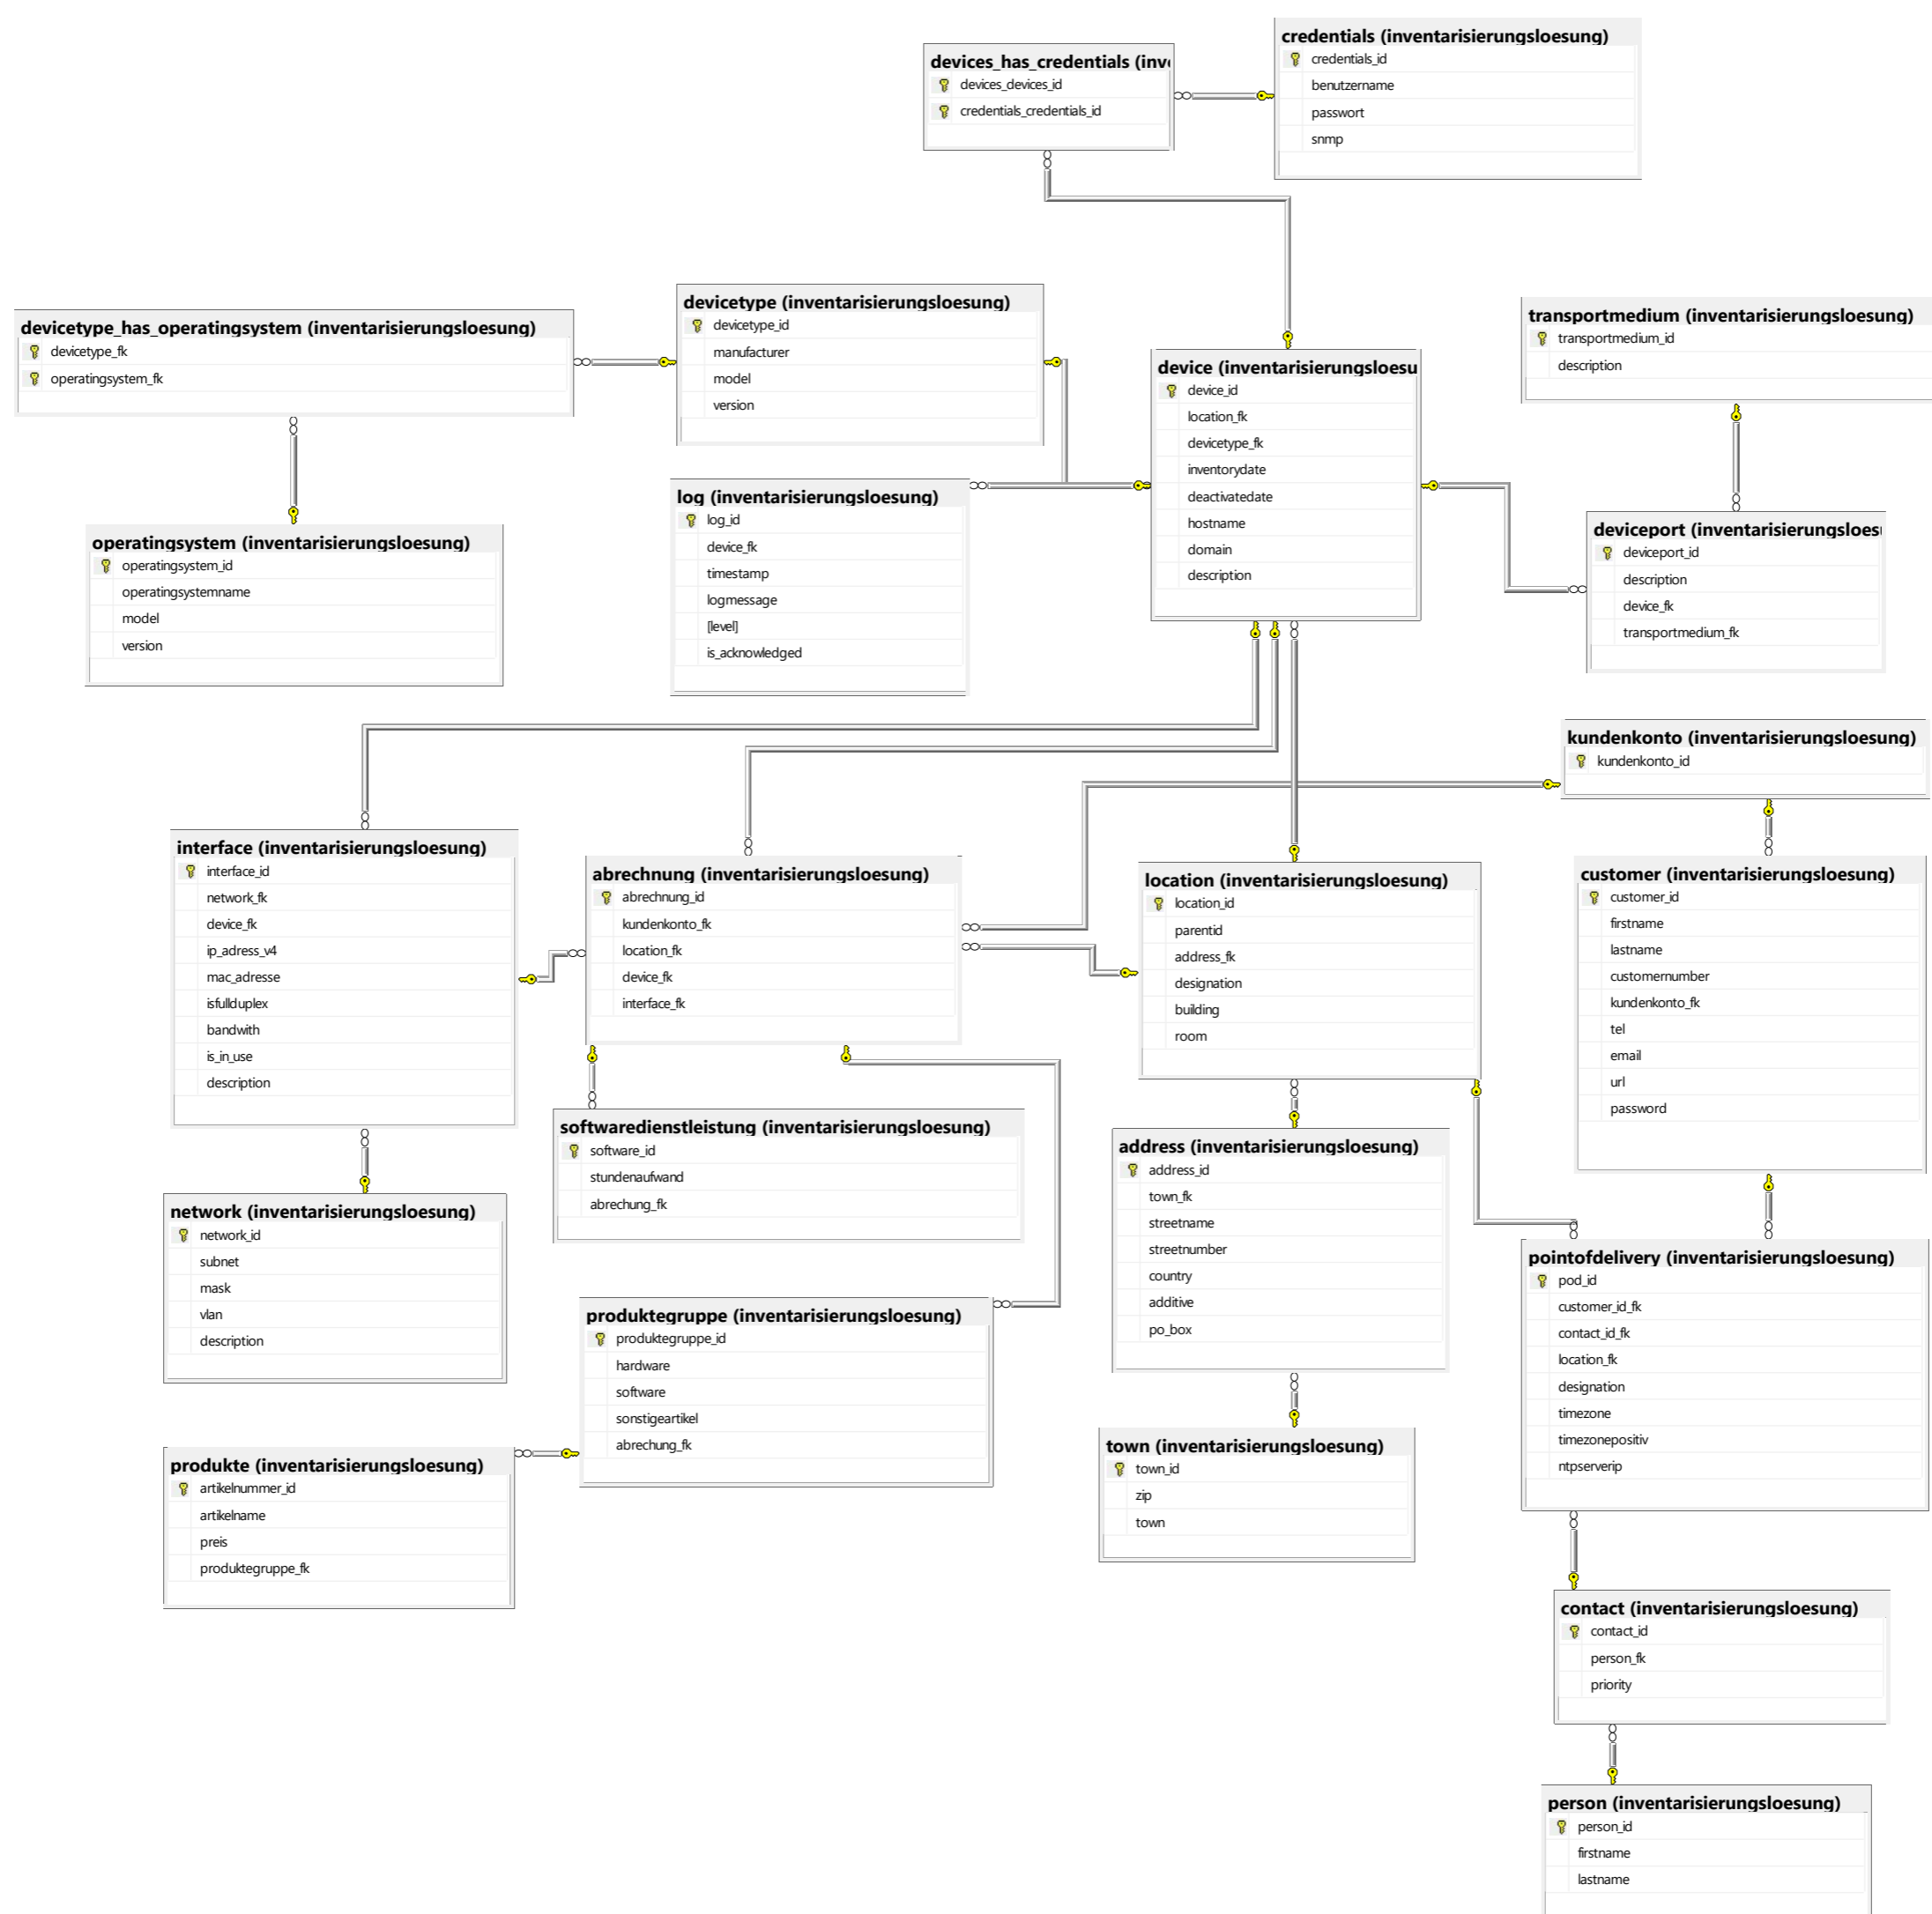 credentials (inventarisierungsloesung)
credentials_id
benutzername
passwort
snmp
devices_has_credentials (inve
devices_devices_id
credentials_credentials_id
devicetype (inventarisierungsloesung)
devicetype_id
manufacturer
model
version
transportmedium (inventarisierungsloesung)
transportmedium_id
description
devicetype_has_operatingsystem (inventarisierungsloesung)
devicetype_fk
operatingsystem_fk
device (inventarisierungsloesu
device_id
location_fk
devicetype_fk
inventorydate
deactivatedate
hostname
domain
description
log (inventarisierungsloesung)
log_id
device_fk
timestamp
logmessage
[level]
is_acknowledged
deviceport (inventarisierungsloesu
deviceport_id
description
device_fk
transportmedium_fk
operatingsystem (inventarisierungsloesung)
operatingsystem_id
operatingsystemname
model
version
kundenkonto (inventarisierungsloesung)
kundenkonto_id
interface (inventarisierungsloesung)
interface_id
network_fk
device_fk
ip_adress_v4
mac_adresse
isfullduplex
bandwith
is_in_use
description
abrechnung (inventarisierungsloesung)
abrechnung_id
kundenkonto_fk
location_fk
device_fk
interface_fk
location (inventarisierungsloesung)
location_id
parentid
address_fk
designation
building
room
customer (inventarisierungsloesung)
customer_id
firstname
lastname
customernumber
kundenkonto_fk
tel
email
url
password
softwaredienstleistung (inventarisierungsloesung)
software_id
stundenaufwand
abrechung_fk
address (inventarisierungsloesung)
address_id
town_fk
streetname
streetnumber
country
additive
po_box
network (inventarisierungsloesung)
network_id
subnet
mask
vlan
description
pointofdelivery (inventarisierungsloesung)
pod_id
customer_id_fk
contact_id_fk
location_fk
designation
timezone
timezonepositiv
ntpserverip
produktegruppe (inventarisierungsloesung)
produktegruppe_id
hardware
software
sonstigeartikel
abrechung_fk
town (inventarisierungsloesung)
town_id
zip
town
produkte (inventarisierungsloesung)
artikelnummer_id
artikelname
preis
produktegruppe_fk
contact (inventarisierungsloesung)
contact_id
person_fk
priority
person (inventarisierungsloesung)
person_id
firstname
lastname